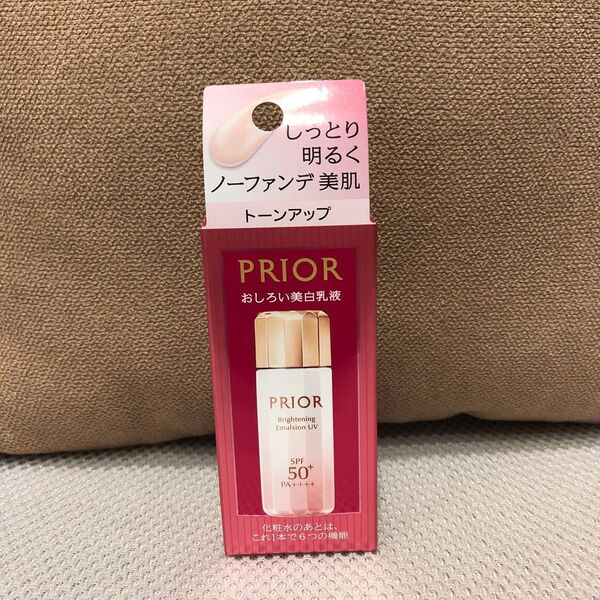 しっとり
明るく
ノーファンデ 美肌
トーンアップ
PRIOR
おしろい美白乳液
PRIOR
Brightening
Emulsion UV
SPF
50+
PA++++
化粧水のあとは、
これ1本で6つの機能